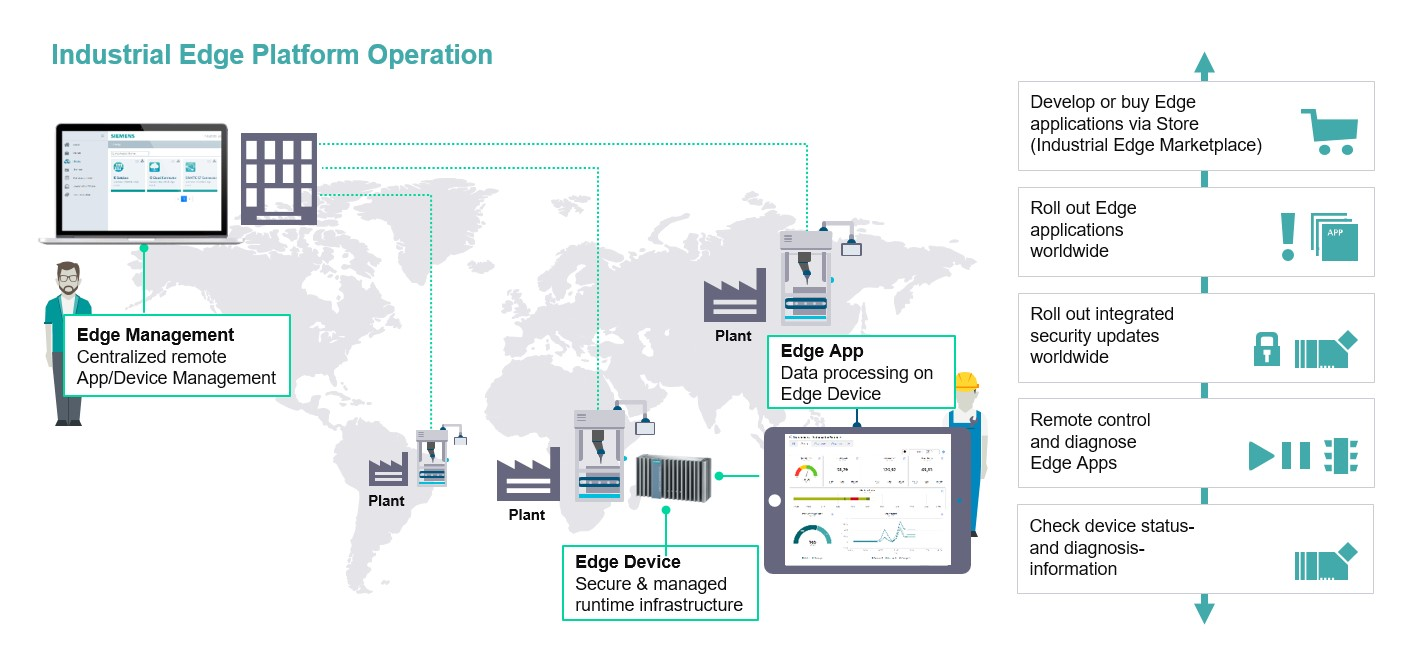 Industrial Edge Platform Operation
SIEMENS
Edge Management
Centralized remote
App/Device Management
Plant
Plant
Plant
Edge App
Data processing on
Edge Device
Edge Device
Secure & managed
runtime infrastructure
Develop or buy Edge
applications via Store
(Industrial Edge Marketplace)
Roll out Edge
applications
worldwide
APP
Roll out integrated
security updates
worldwide
Remote control
and diagnose
Edge Apps
Check device status-
and diagnosis-
information